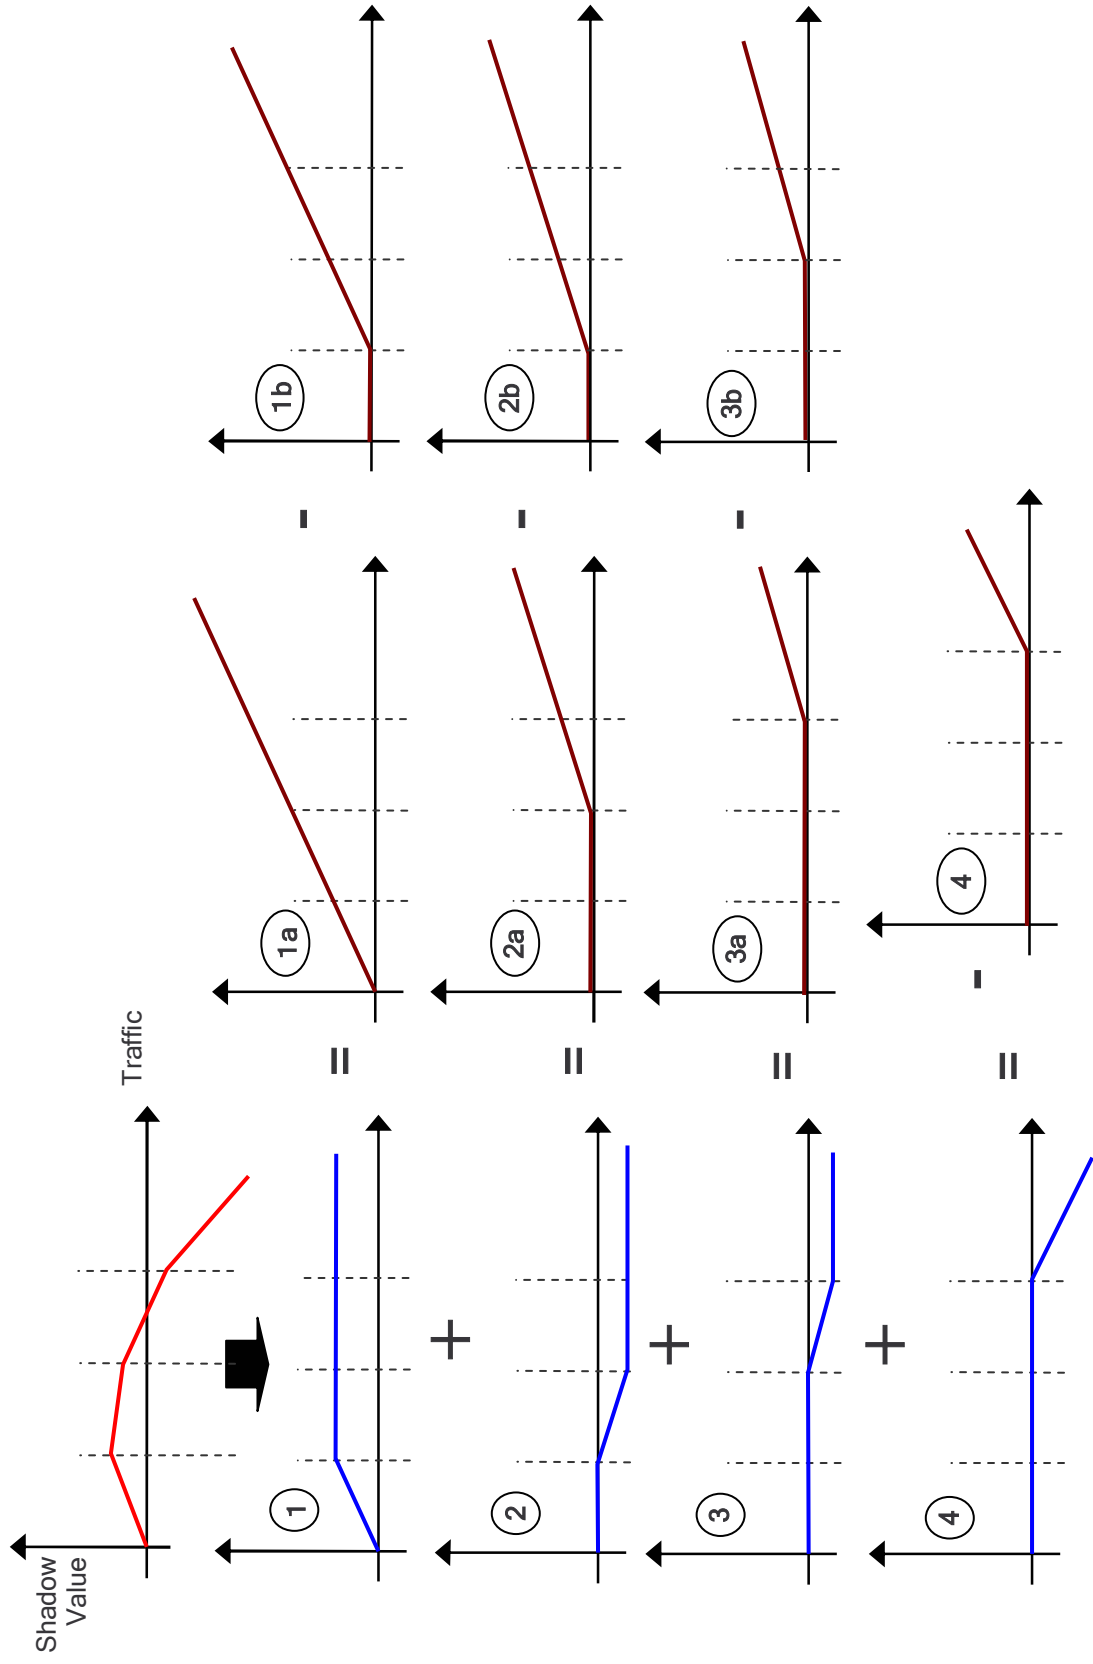 Shadow
Value
Traffic
1
=
1a
-
1b
+
2
=
2a
-
2b
+
3
=
3a
-
3b
+
4
=
-
4